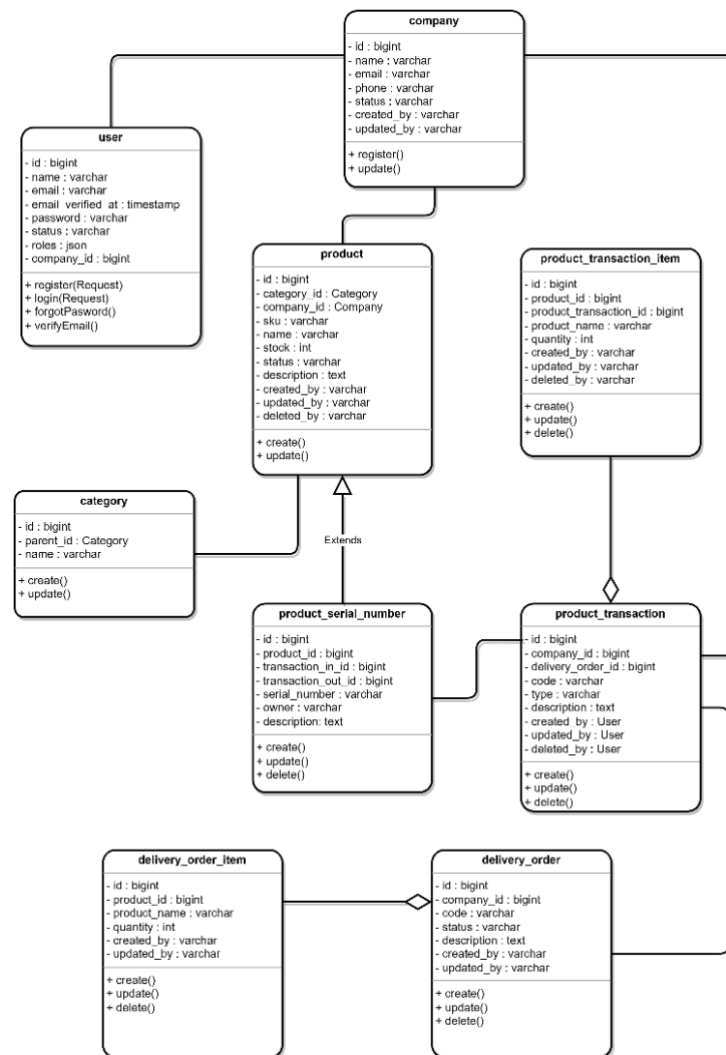 company
- id : bigint
- name : varchar
- email : varchar
- phone : varchar
- status : varchar
- created_by : varchar
- updated_by : varchar
+ register()
+ update()
user
- id : bigint
- name : varchar
- email : varchar
- email_verified_at : timestamp
- password : varchar
- status : varchar
- roles : json
- company_id : bigint
+ register(Request)
+ login(Request)
+ forgotPasword()
+ verifyEmail()
product
- id : bigint
- category_id : Category
- company_id : Company
- sku : varchar
- name : varchar
- stock : int
- status : varchar
- description : text
- created_by : varchar
- updated_by : varchar
- deleted_by : varchar
+ create()
+ update()
product_transaction_item
- id : bigint
- product_id : bigint
- product_transaction_id : bigint
- product_name : varchar
- quantity : int
- created_by : varchar
- updated_by : varchar
- deleted_by : varchar
+ create()
+ update()
+ delete()
category
- id : bigint
- parent_id : Category
- name : varchar
+ create()
+ update()
Extends
product_serial_number
- id : bigint
- product_id : bigint
- transaction_in_id : bigint
- transaction_out_id : bigint
- serial_number : varchar
- owner : varchar
- description: text
+ create()
+ update()
+ delete()
product_transaction
- id : bigint
- company_id : bigint
- delivery_order_id : bigint
- code : varchar
- type : varchar
- description : text
- created_by : User
- updated_by : User
- deleted_by : User
+ create()
+ update()
+ delete()
delivery_order_item
- id : bigint
- product_id : bigint
- product_name : varchar
- quantity : int
- created_by : varchar
- updated_by : varchar
+ create()
+ update()
+ delete()
delivery_order
- id : bigint
- company_id : bigint
- code : varchar
- status : varchar
- description : text
- created_by : varchar
- updated_by : varchar
+ create()
+ update()
+ delete()